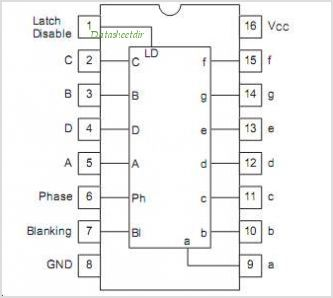 Latch Disable 1 16 Vcc
Datasheetdir
LD
C 2 C f 15 f
B 3 B g 14 g
D 4 D e 13 e
A 5 A d 12 d
Phase 6 Ph c 11 c
Blanking 7 BI b 10 b
a
GND 8 9 a